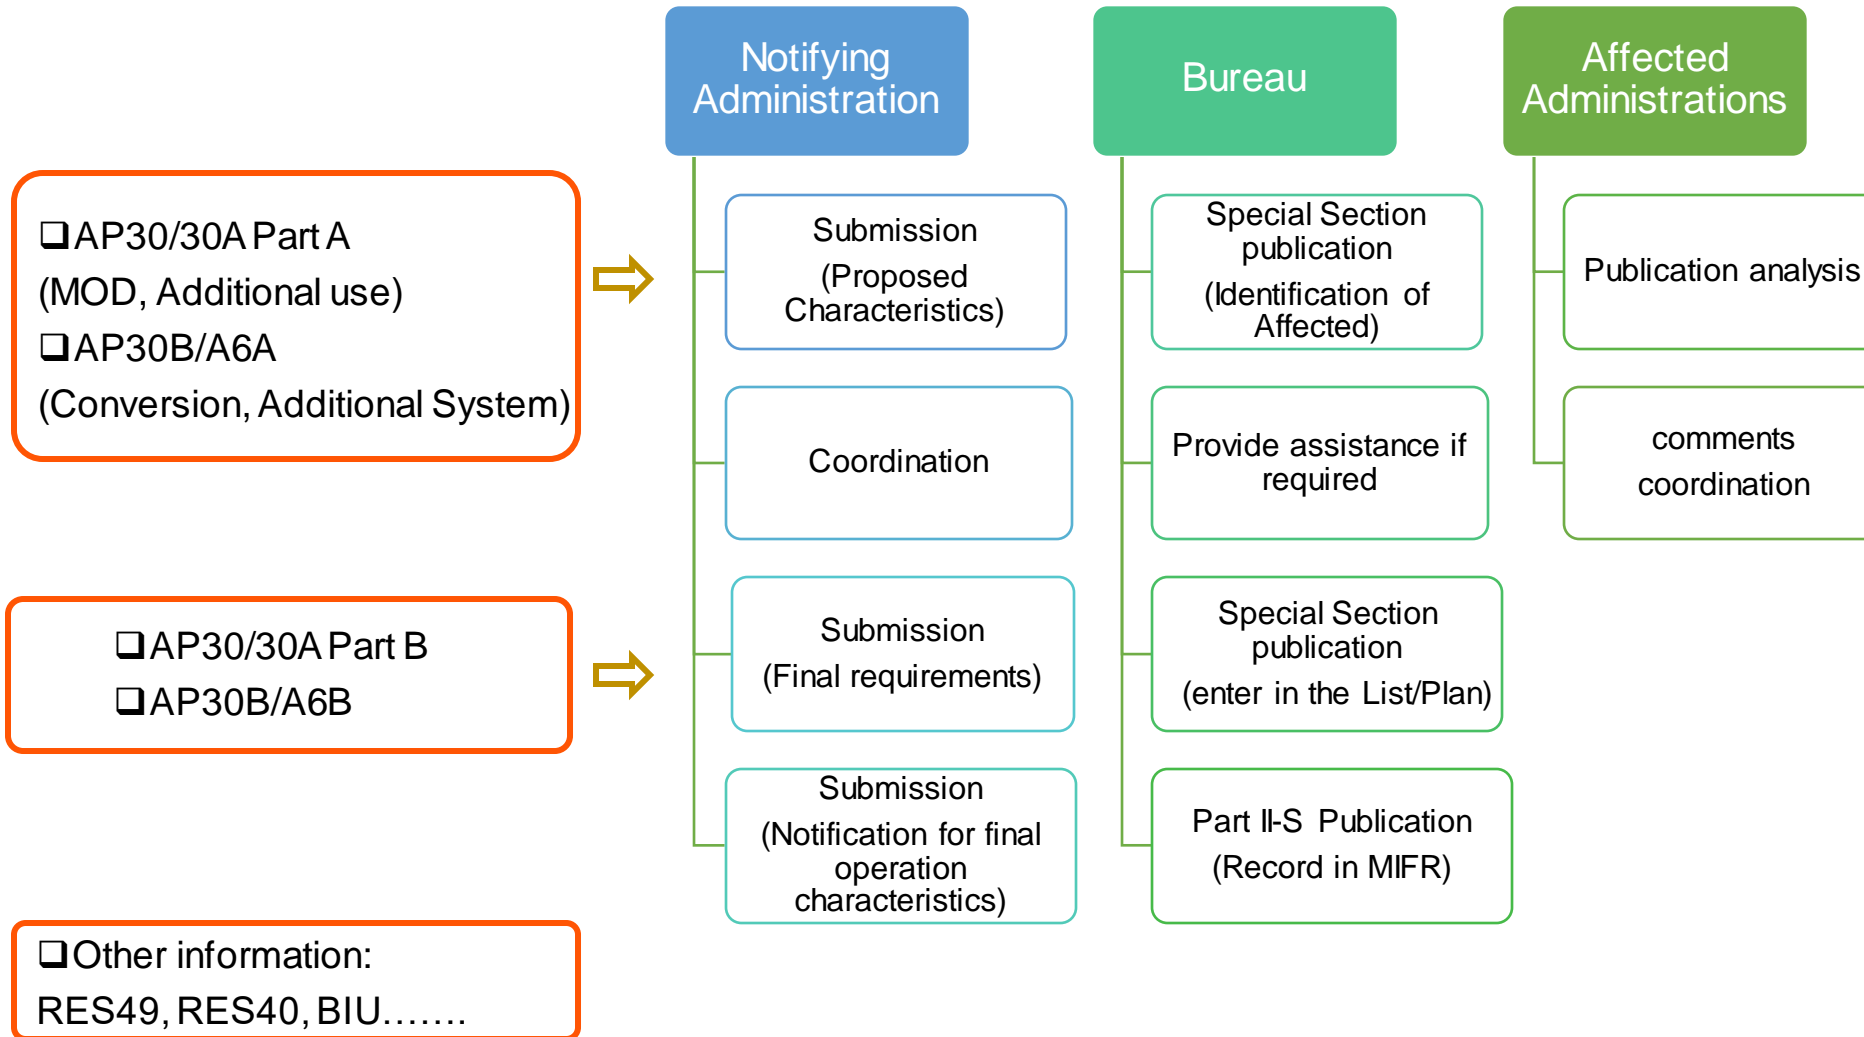 Notifying
Administration
Bureau
Affected
Administrations
❑AP30/30A Part A
(MOD, Additional use)
❑AP30B/A6A
(Conversion, Additional System)
Submission
(Proposed
Characteristics)
Special Section
publication
(Identification of
Affected)
Publication analysis
Coordination
Provide assistance if
required
comments
coordination
❑AP30/30A Part B
❑AP30B/A6B
Submission
(Final requirements)
Special Section
publication
(enter in the List/Plan)
Submission
(Notification for final
operation
characteristics)
Part II-S Publication
(Record in MIFR)
❑Other information:
RES49, RES40, BIU…….